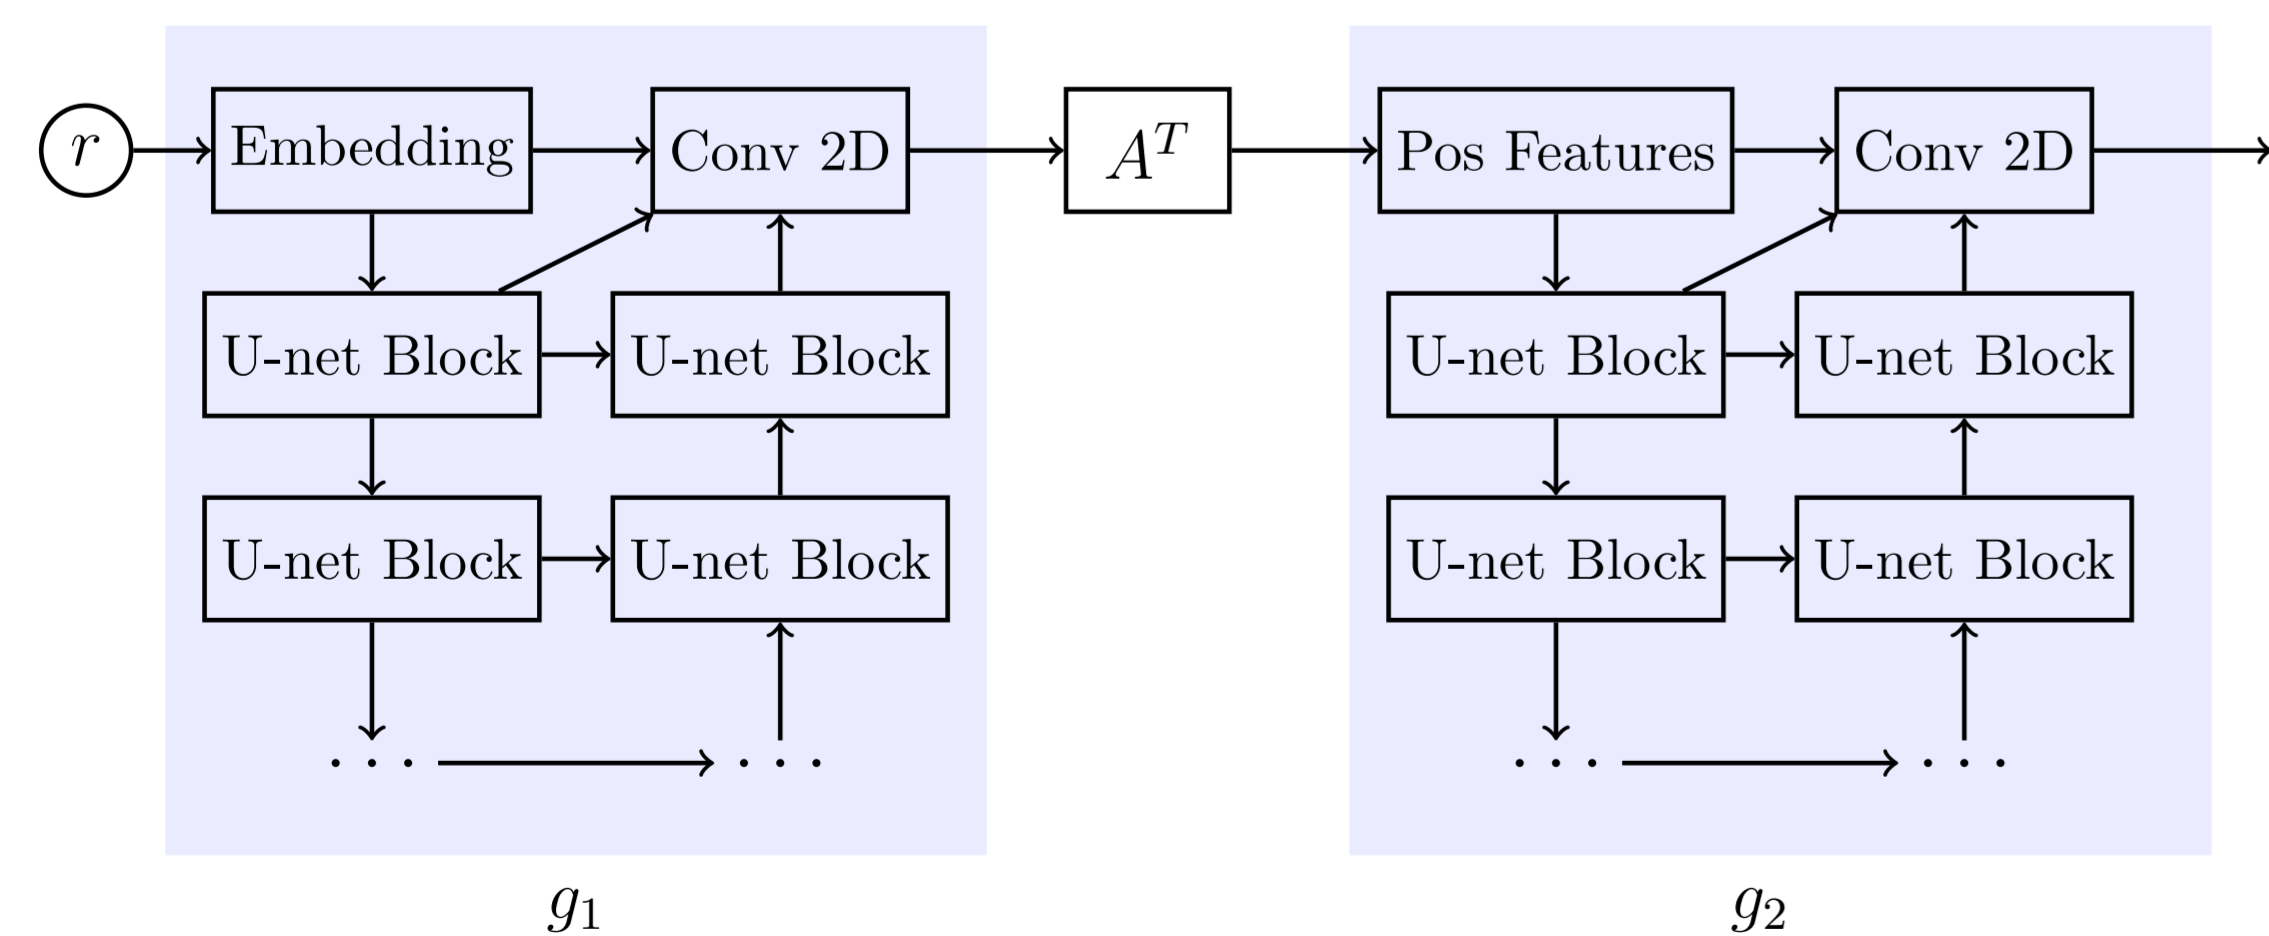 r
Embedding
Conv 2D
A^T
Pos Features
Conv 2D
U-net Block
U-net Block
U-net Block
U-net Block
U-net Block
U-net Block
U-net Block
U-net Block
· · ·
· · ·
· · ·
· · ·
g₁
g₂